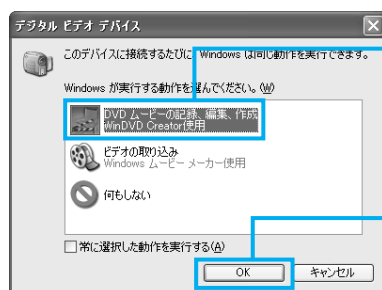 デジタル ビデオ デバイス
このデバイスに接続するたびに、Windows は同じ動作を実行できます。
Windows が実行する動作を選んでください。(W)
DVD ムービーの記録、編集、作成
WinDVD Creator使用
ビデオの取り込み
Windows ムービー メーカー使用
何もしない
常に選択した動作を実行する(A)
OK キャンセル